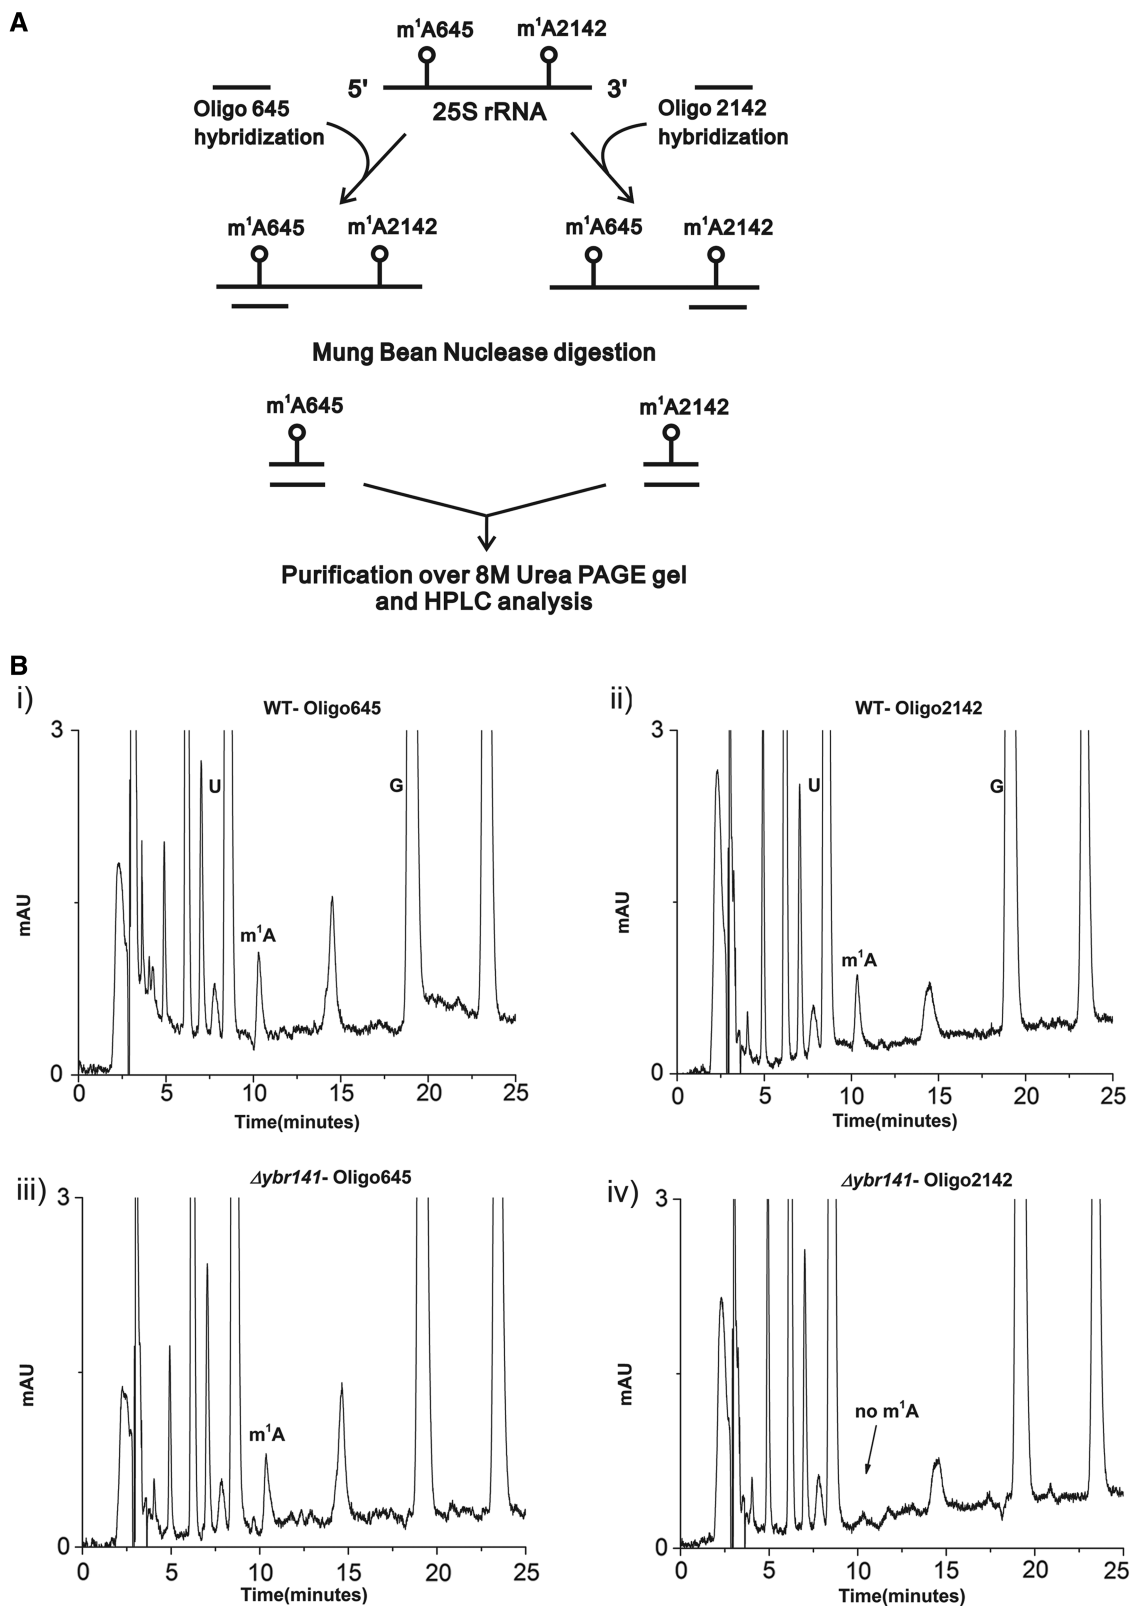 A
m¹A645 m¹A2142
5' 3'
Oligo 645 hybridization
25S rRNA
Oligo 2142 hybridization
m¹A645 m¹A2142 m¹A645 m¹A2142
Mung Bean Nuclease digestion
m¹A645 m¹A2142
Purification over 8M Urea PAGE gel
and HPLC analysis
B
i)
WT- Oligo645
3
U
G
m¹A
mAU
0
0 5 10 15 20 25
Time(minutes)
ii)
WT- Oligo2142
3
U
G
m¹A
mAU
0
0 5 10 15 20 25
Time(minutes)
iii)
Δybr141- Oligo645
3
m¹A
mAU
0
0 5 10 15 20 25
Time(minutes)
iv)
Δybr141- Oligo2142
3
no m¹A
mAU
0
0 5 10 15 20 25
Time(minutes)